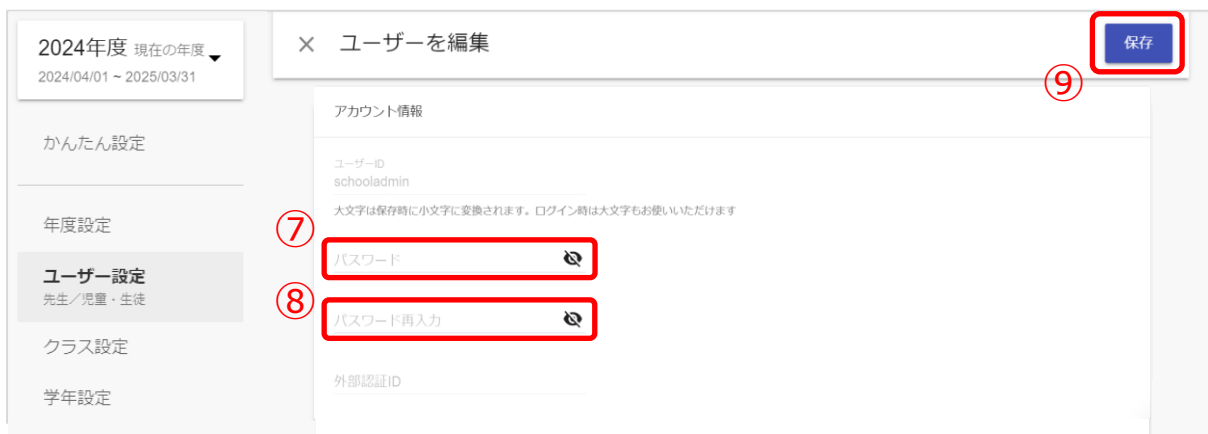 2024年度 現在の年度
2024/04/01 ~ 2025/03/31
かんたん設定
年度設定
ユーザー設定
先生／児童・生徒
クラス設定
学年設定
ユーザーを編集
保存
⑨
アカウント情報
ユーザーID
schooladmin
大文字は保存時に小文字に変換されます。ログイン時は大文字もお使いいただけます
⑦
パスワード
⑧
パスワード再入力
外部認証ID